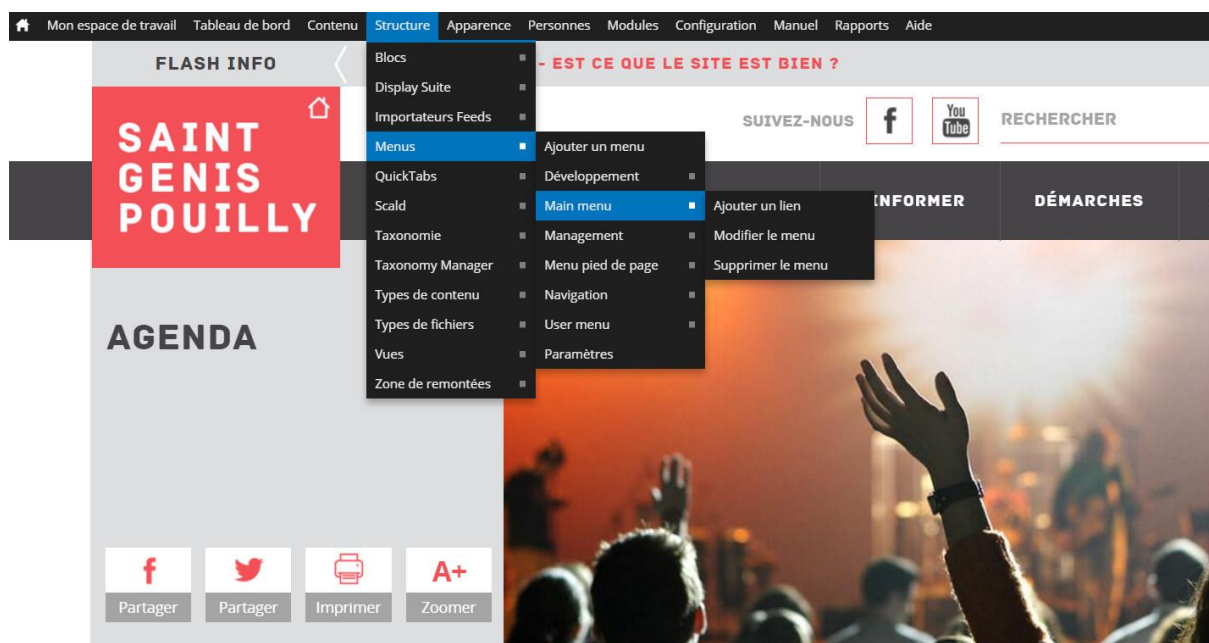 Mon espace de travail Tableau de bord Contenu Structure Apparence Personnes Modules Configuration Manuel Rapports Aide
FLASH INFO
- EST CE QUE LE SITE EST BIEN ?
Blocs
Display Suite
Importateurs Feeds
Menus
QuickTabs
Scald
Taxonomie
Taxonomy Manager
Types de contenu
Types de fichiers
Vues
Zone de remontées
Ajouter un menu
Développement
Main menu
Management
Menu pied de page
Navigation
User menu
Paramètres
Ajouter un lien
Modifier le menu
Supprimer le menu
SAINT
GENIS
POUILLY
SUIVEZ-NOUS
f
You
Tube
RECHERCHER
INFORMER
DÉMARCHES
AGENDA
f
A+
Partager
Partager
Imprimer
Zoomer